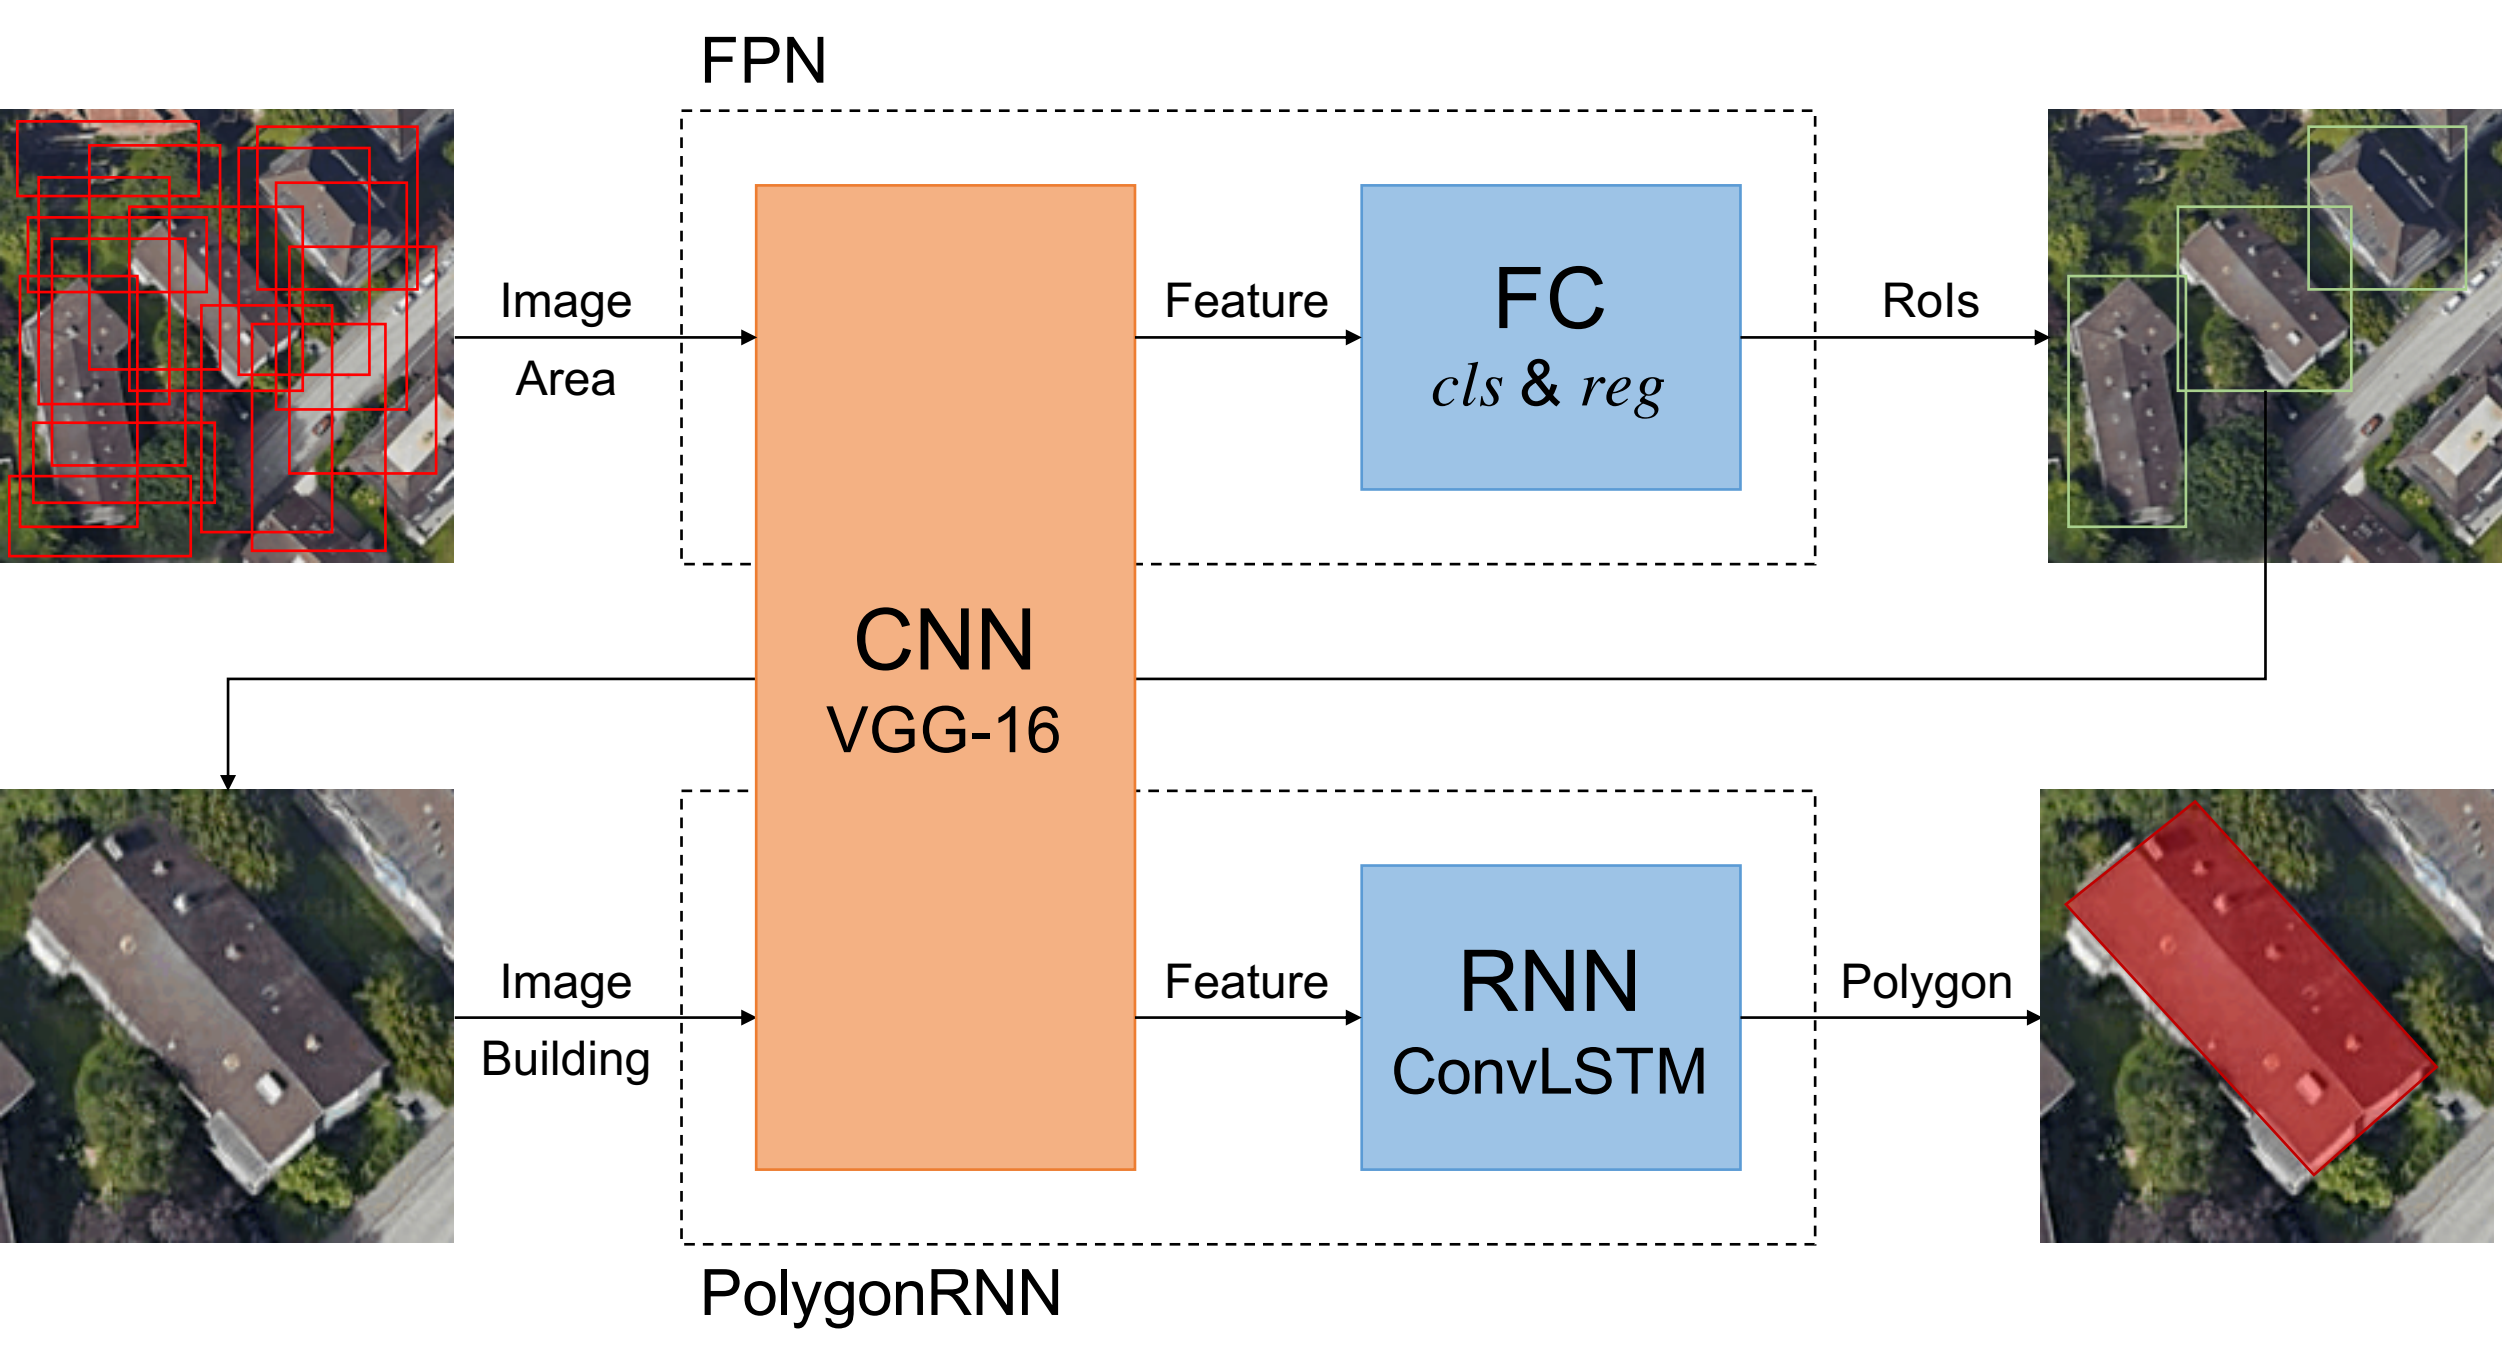 FPN
Image
Area
Feature
FC
cls & reg
RoIs
CNN
VGG-16
Image
Building
Feature
RNN
ConvLSTM
Polygon
PolygonRNN